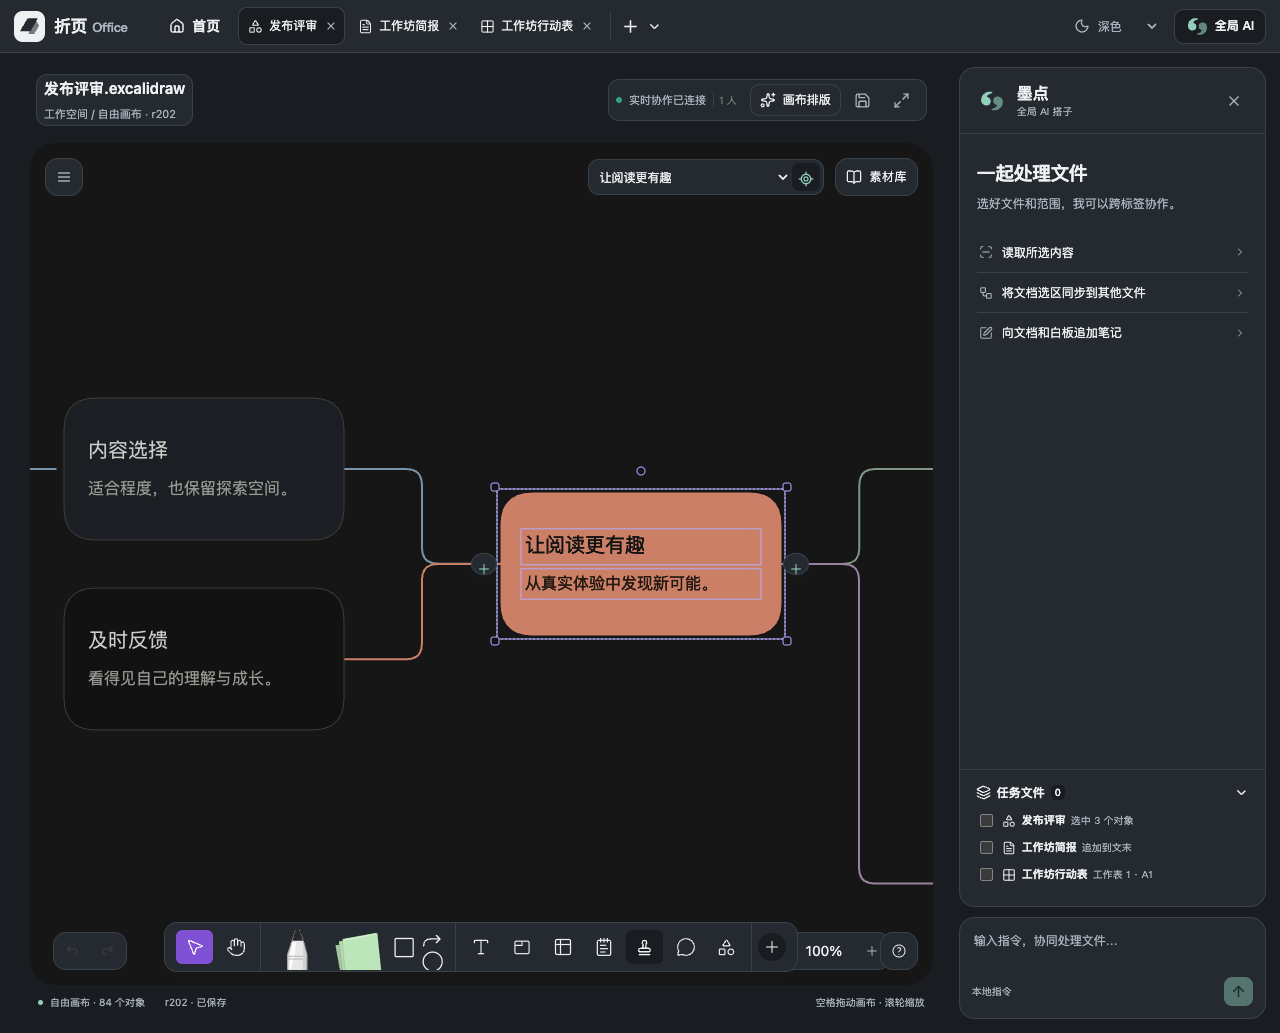 折页 Office
首页
发布评审
工作坊简报
工作坊行动表
深色
全局 AI
发布评审.excalidraw
工作空间 / 自由画布 · r202
实时协作已连接
1 人
画布排版
让阅读更有趣
素材库
内容选择
适合程度，也保留探索空间。
及时反馈
看得见自己的理解与成长。
让阅读更有趣
从真实体验中发现新可能。
100%
自由画布 · 84 个对象
r202 · 已保存
空格拖动画布 · 滚轮缩放
墨点
全局 AI 搭子
一起处理文件
选好文件和范围，我可以跨标签协作。
读取所选内容
将文档选区同步到其他文件
向文档和白板追加笔记
任务文件 0
发布评审 选中 3 个对象
工作坊简报 追加到文末
工作坊行动表 工作表 1 · A1
输入指令，协同处理文件...
本地指令